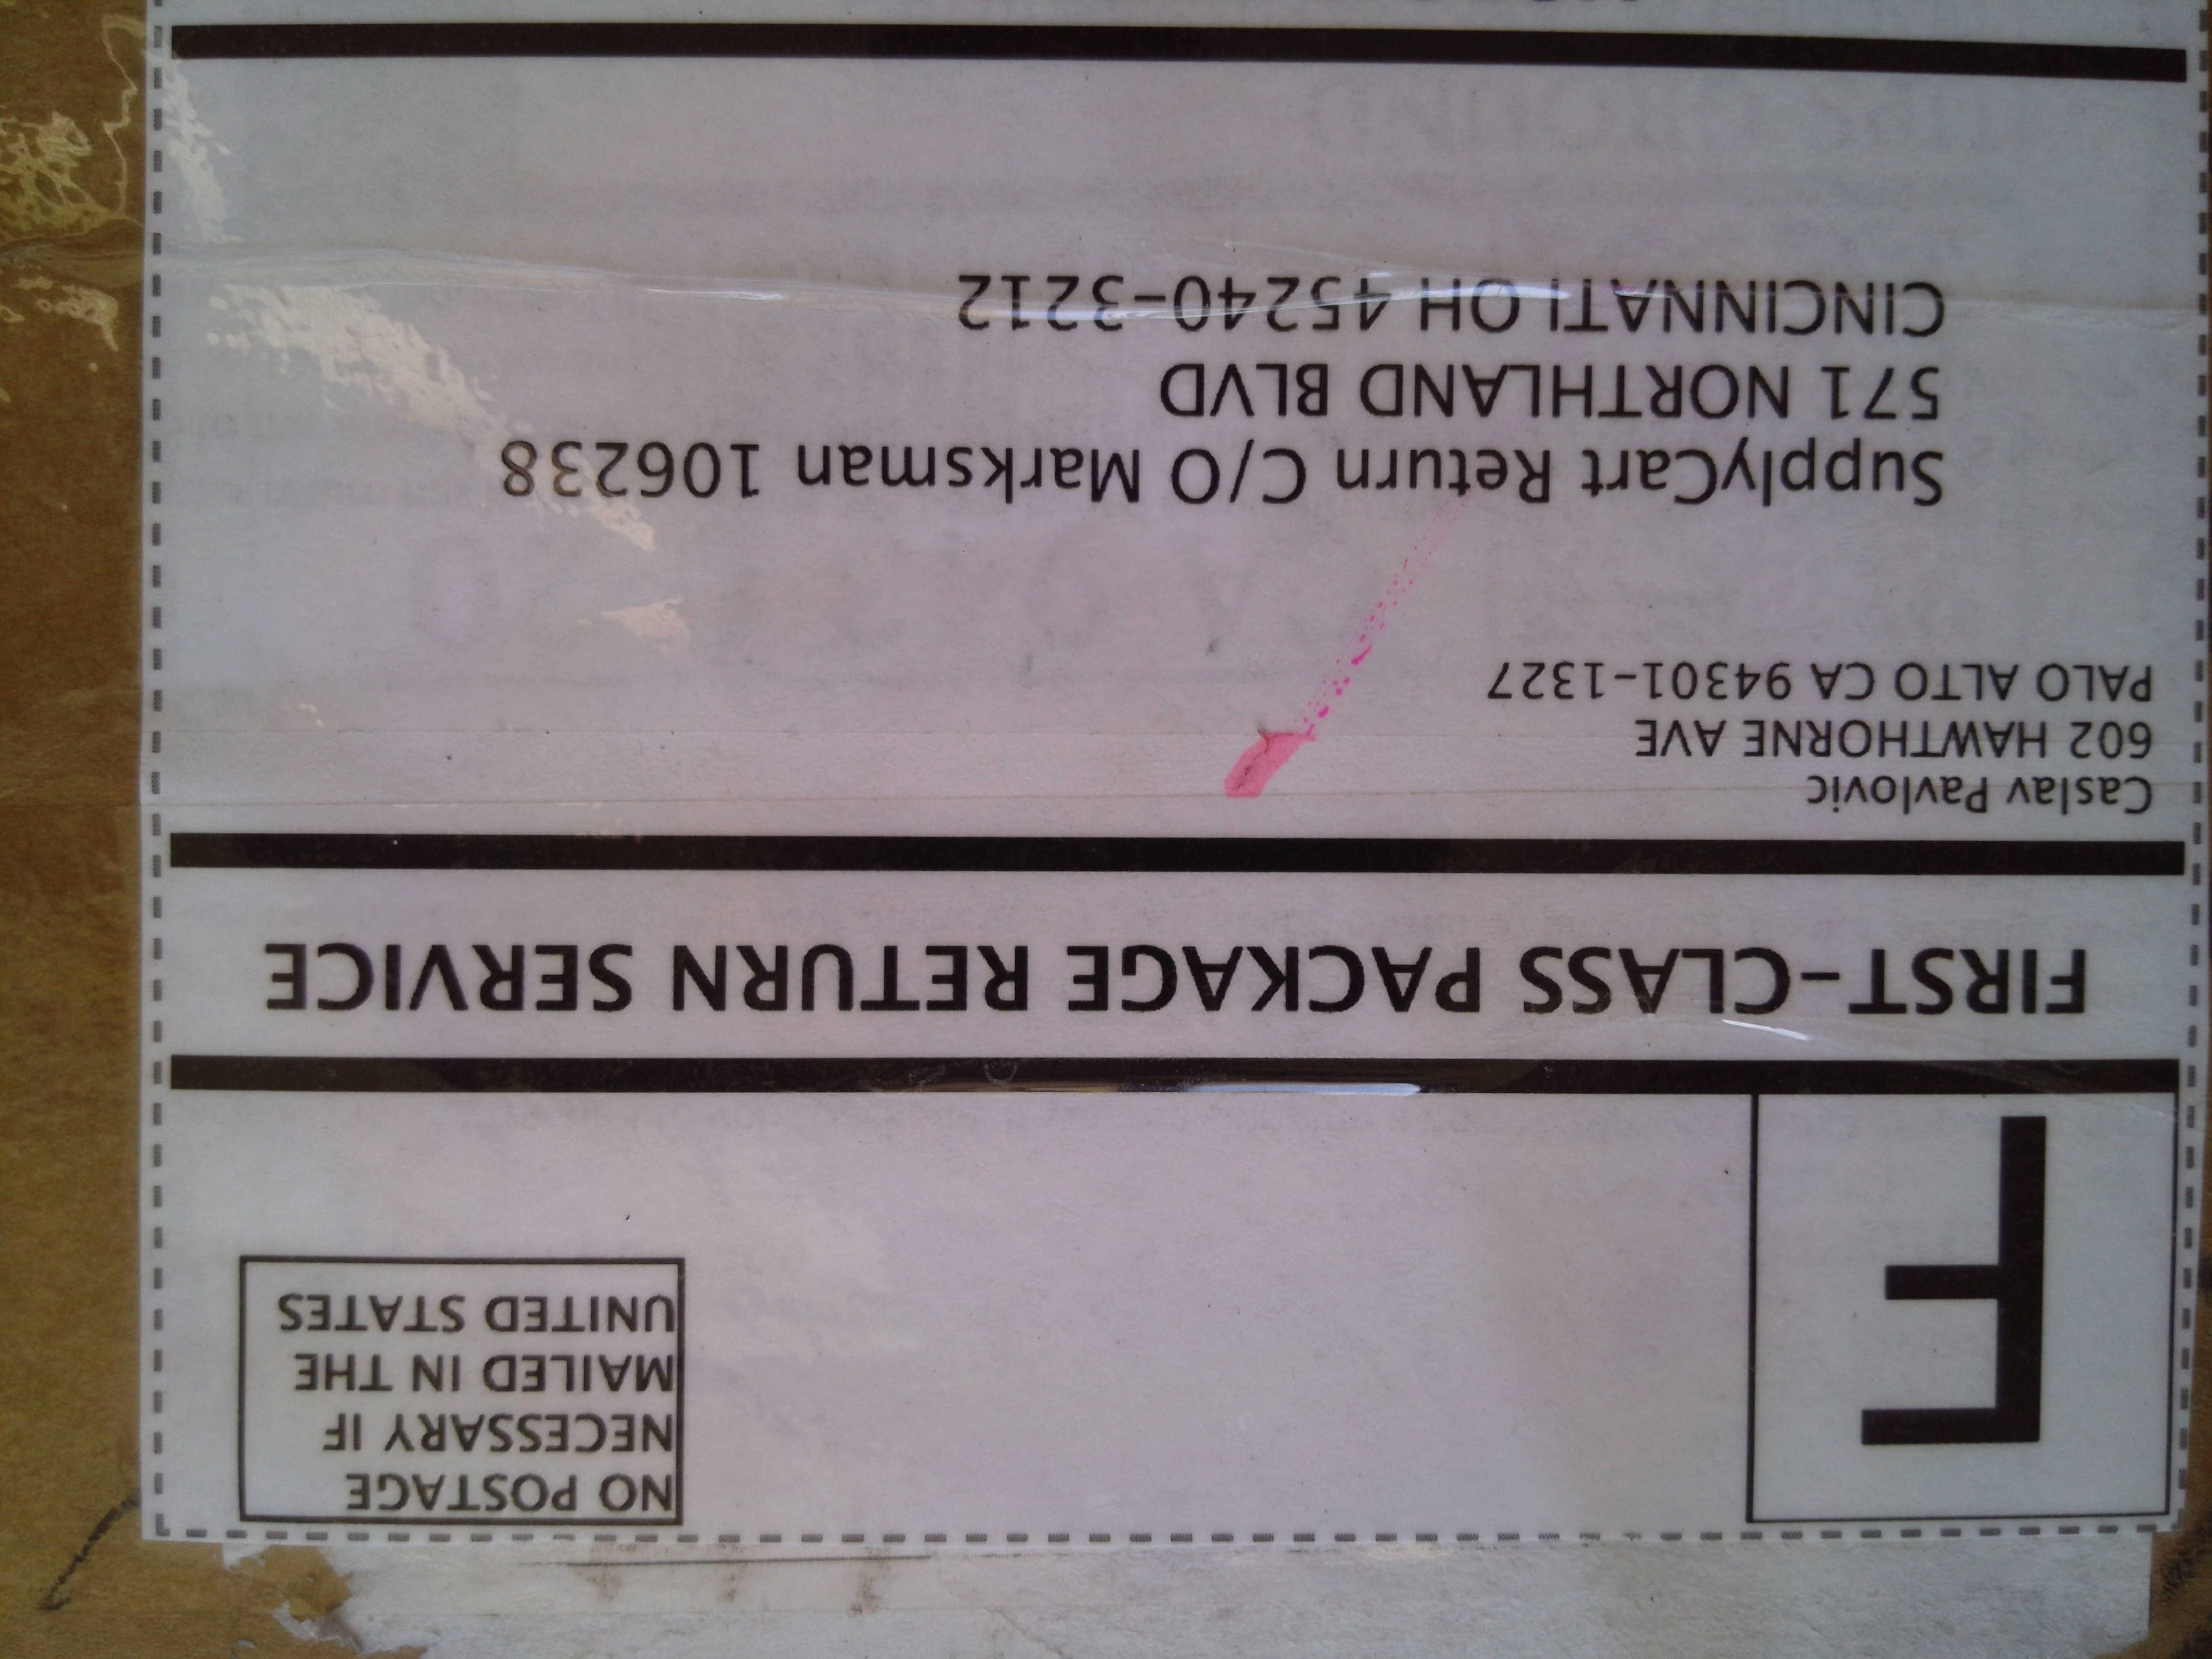 F
NO POSTAGE
NECESSARY IF
MAILED IN THE
UNITED STATES
FIRST-CLASS PACKAGE RETURN SERVICE
Caslav Pavlovic
602 HAWTHORNE AVE
PALO ALTO CA 94301-1327
SupplyCart Return C/O Marksman 106238
571 NORTHLAND BLVD
CINCINNATI OH 45240-3212